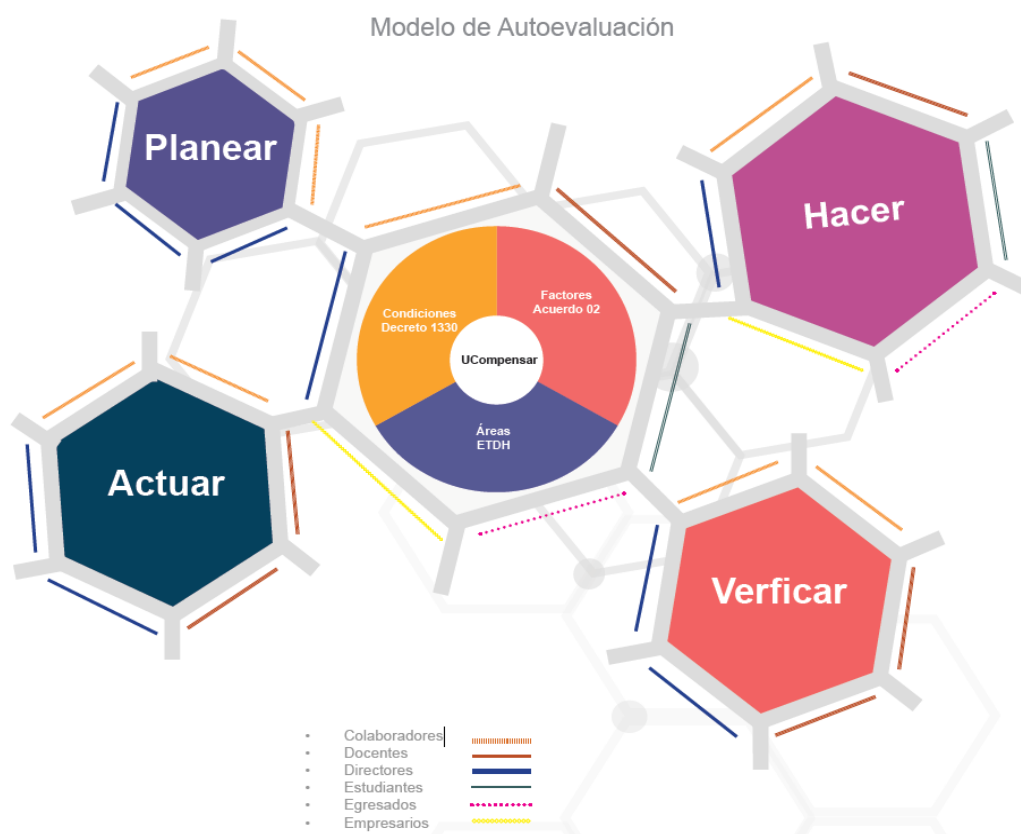 Modelo de Autoevaluación
Planear
Hacer
Condiciones
Decreto 1330
Factores
Acuerdo 02
UCompensar
Áreas
ETDH
Actuar
Verficar
• Colaboradores
• Docentes
• Directores
• Estudiantes
• Egresados
• Empresarios